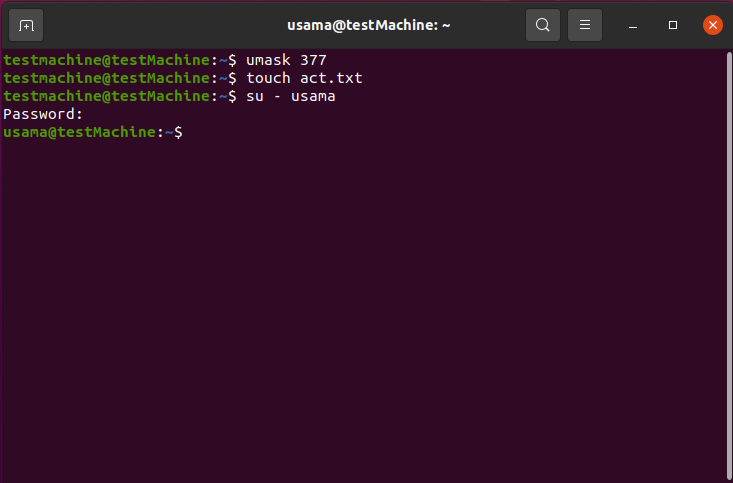 usama@testMachine: ~
testmachine@testMachine:~$ umask 377
testmachine@testMachine:~$ touch act.txt
testmachine@testMachine:~$ su - usama
Password:
usama@testMachine:~$